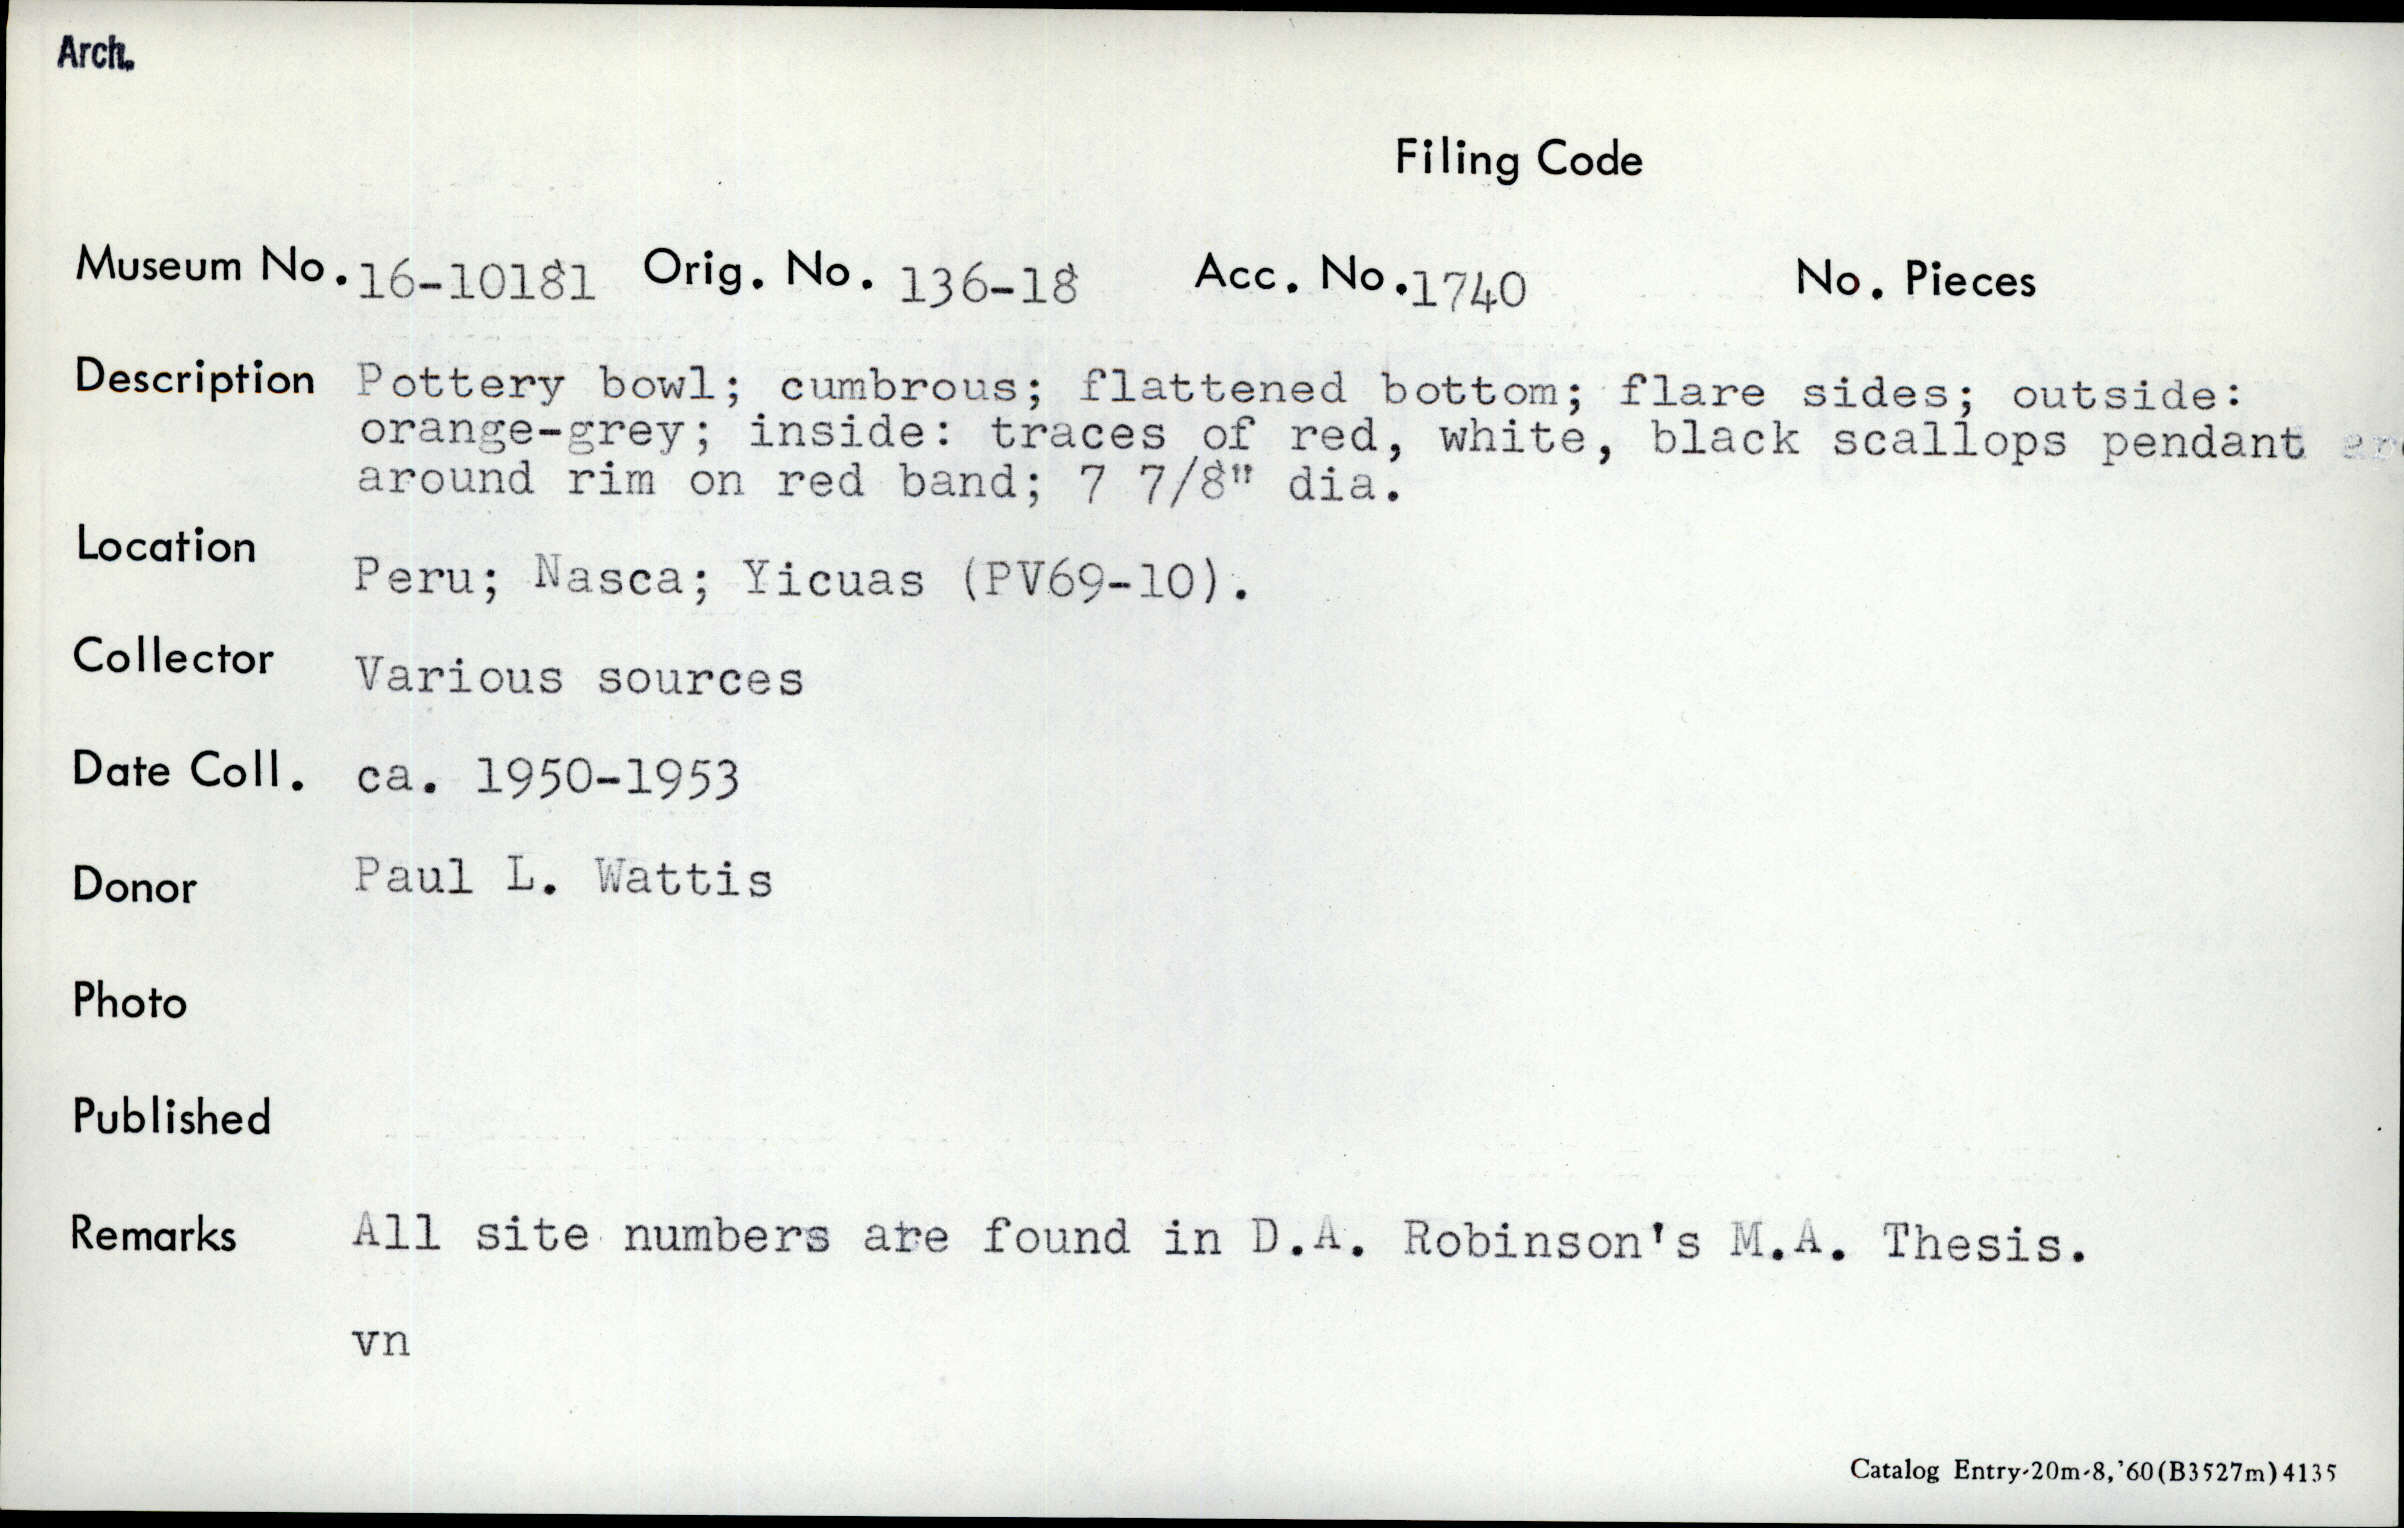 Arch.
Filing Code
Museum No. 16-10181 Orig. No. 136-18 Acc. No. 1740 No. Pieces
Description Pottery bowl; cumbrous; flattened bottom; flare sides; outside:
orange-grey; inside: traces of red, white, black scallops pendant
around rim on red band; 7 7/8" dia.
Location Peru; Nasca; Yicuas (PV69-10).
Collector Various sources
Date Coll. ca. 1950-1953
Donor Paul L. Wattis
Photo
Published
Remarks All site numbers are found in D.A. Robinson's M.A. Thesis.
vn
Catalog Entry-20m-8,'60(B3527m)4135